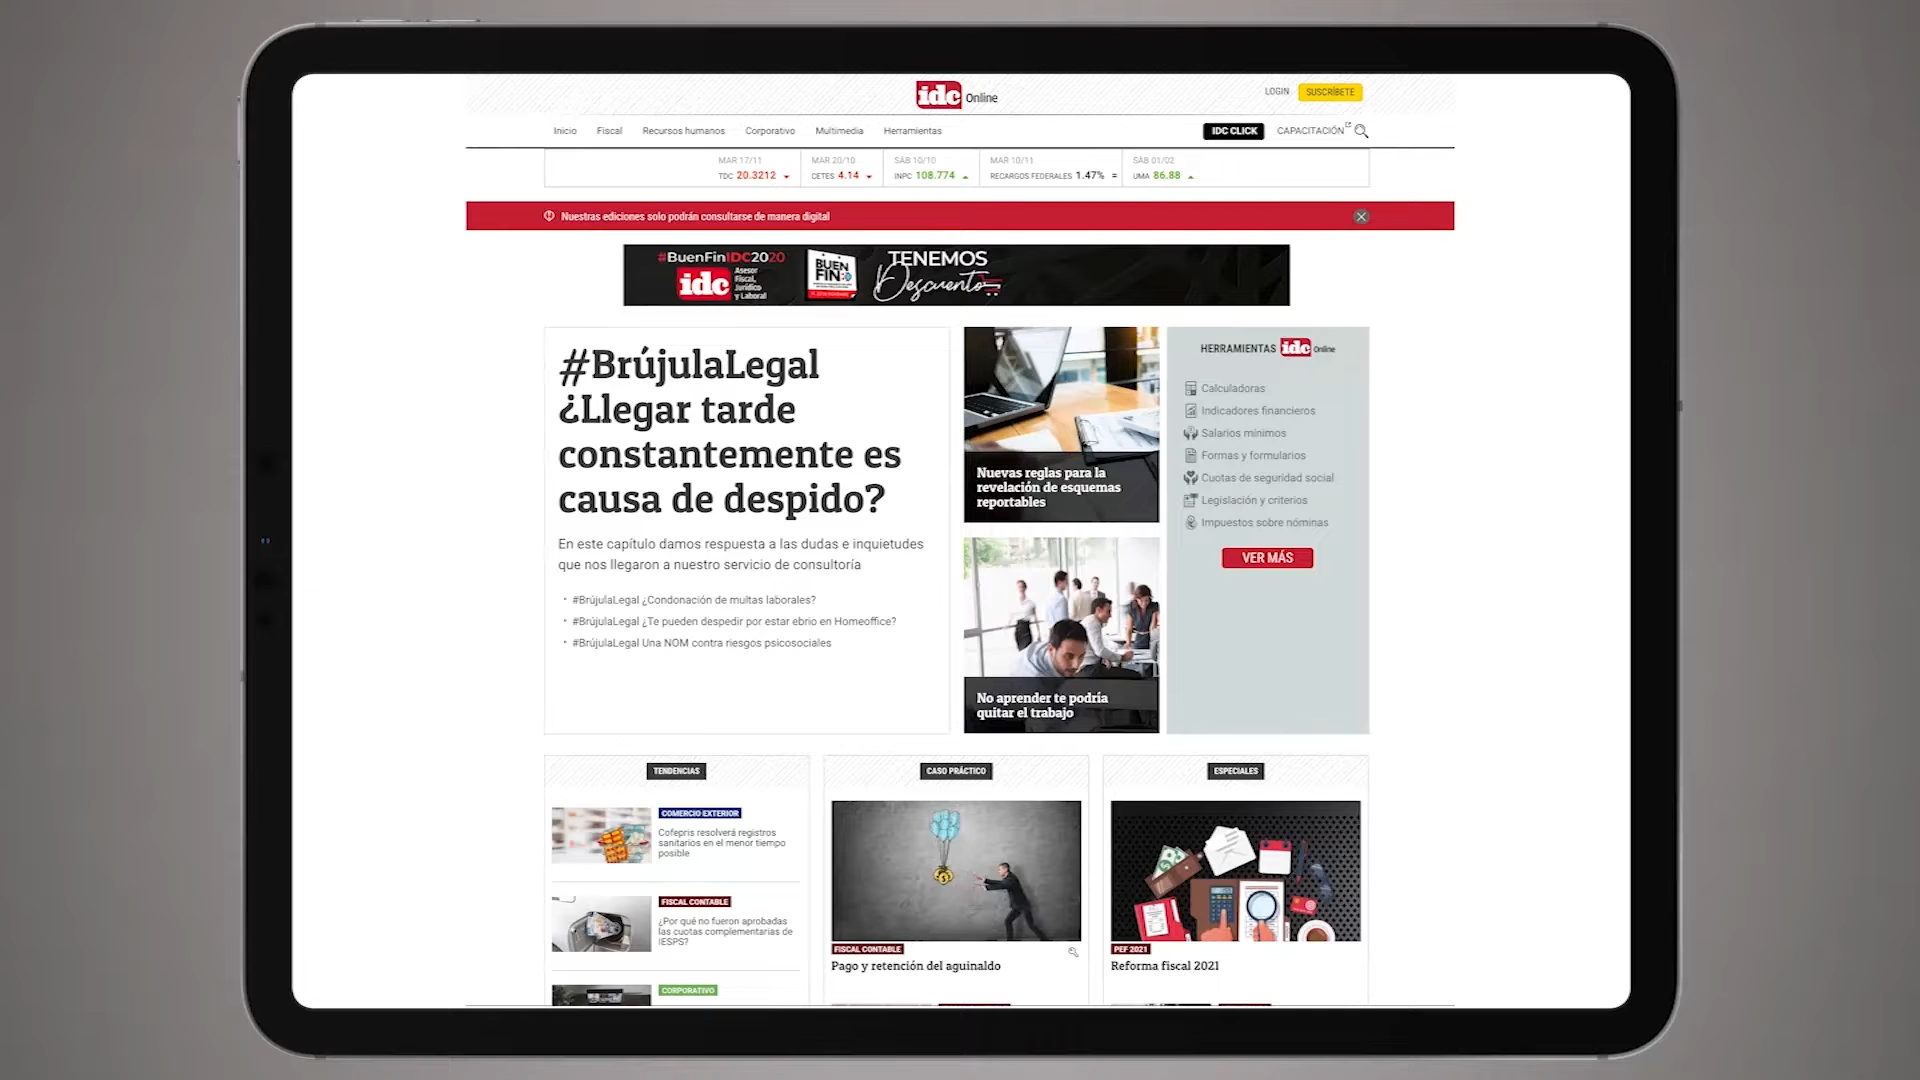 idc Online
LOGIN
SUSCRÍBETE
Inicio
Fiscal
Recursos humanos
Corporativo
Multimedia
Herramientas
IDC CLICK
CAPACITACIÓN
MAR 17/11
TDC 20.3212
MAR 20/10
CETES 4.14
SÁB 10/10
INPC 108.774
MAR 10/11
RECARGOS FEDERALES 1.47% =
SÁB 01/02
UMA 86.88
Nuestras ediciones solo podrán consultarse de manera digital
#BuenFinIDC2020
idc
Asesor
Fiscal,
Jurídico
y Laboral
BUEN
FIN
TENEMOS
Descuento
#BrújulaLegal
¿Llegar tarde
constantemente es
causa de despido?
En este capítulo damos respuesta a las dudas e inquietudes
que nos llegaron a nuestro servicio de consultoría
· #BrújulaLegal ¿Condonación de multas laborales?
· #BrújulaLegal ¿Te pueden despedir por estar ebrio en Homeoffice?
· #BrújulaLegal Una NOM contra riesgos psicosociales
Nuevas reglas para la
revelación de esquemas
reportables
No aprender te podría
quitar el trabajo
HERRAMIENTAS idc Online
Calculadoras
Indicadores financieros
Salarios mínimos
Formas y formularios
Cuotas de seguridad social
Legislación y criterios
Impuestos sobre nóminas
VER MÁS
TENDENCIAS
COMERCIO EXTERIOR
Cofepris resolverá registros
sanitarios en el menor tiempo
posible
FISCAL CONTABLE
¿Por qué no fueron aprobadas
las cuotas complementarias de
IESPS?
CORPORATIVO
CASO PRÁCTICO
FISCAL CONTABLE
Pago y retención del aguinaldo
ESPECIALES
PEF 2021
Reforma fiscal 2021